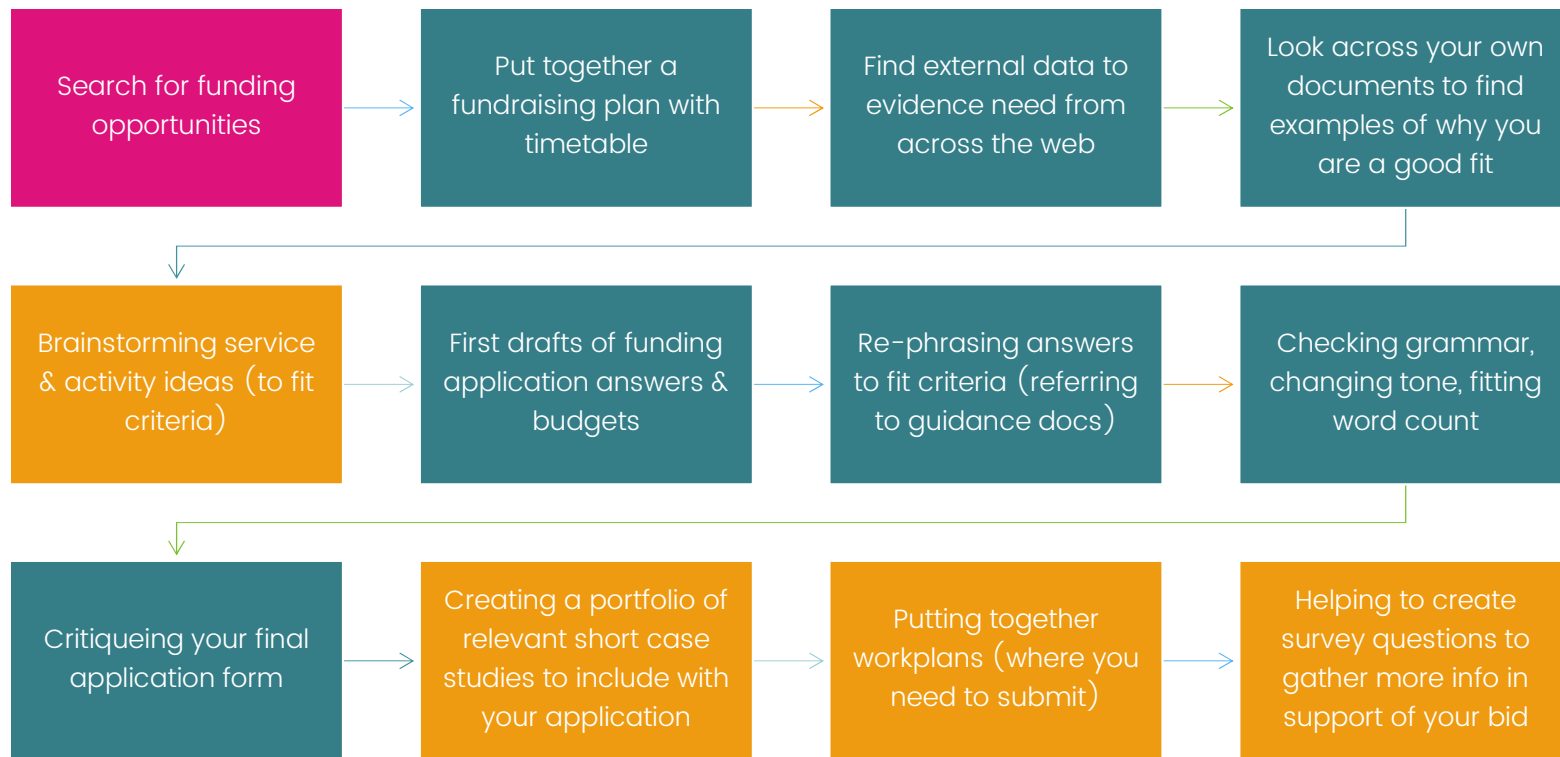 Search for funding
opportunities
Put together a
fundraising plan with
timetable
Find external data to
evidence need from
across the web
Look across your own
documents to find
examples of why you
are a good fit
Brainstorming service
& activity ideas (to fit
criteria)
First drafts of funding
application answers &
budgets
Re-phrasing answers
to fit criteria (referring
to guidance docs)
Checking grammar,
changing tone, fitting
word count
Critiqueing your final
application form
Creating a portfolio of
relevant short case
studies to include with
your application
Putting together
workplans (where you
need to submit)
Helping to create
survey questions to
gather more info in
support of your bid